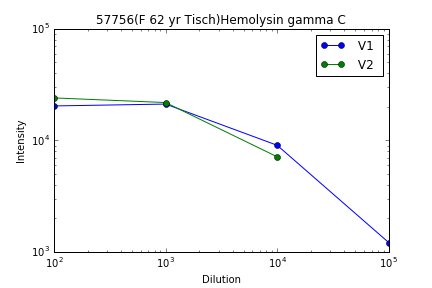 57756(F 62 yr Tisch)Hemolysin gamma C
10^5
10^4
10^3
Intensity
V1
V2
10^2 10^3 10^4 10^5
Dilution